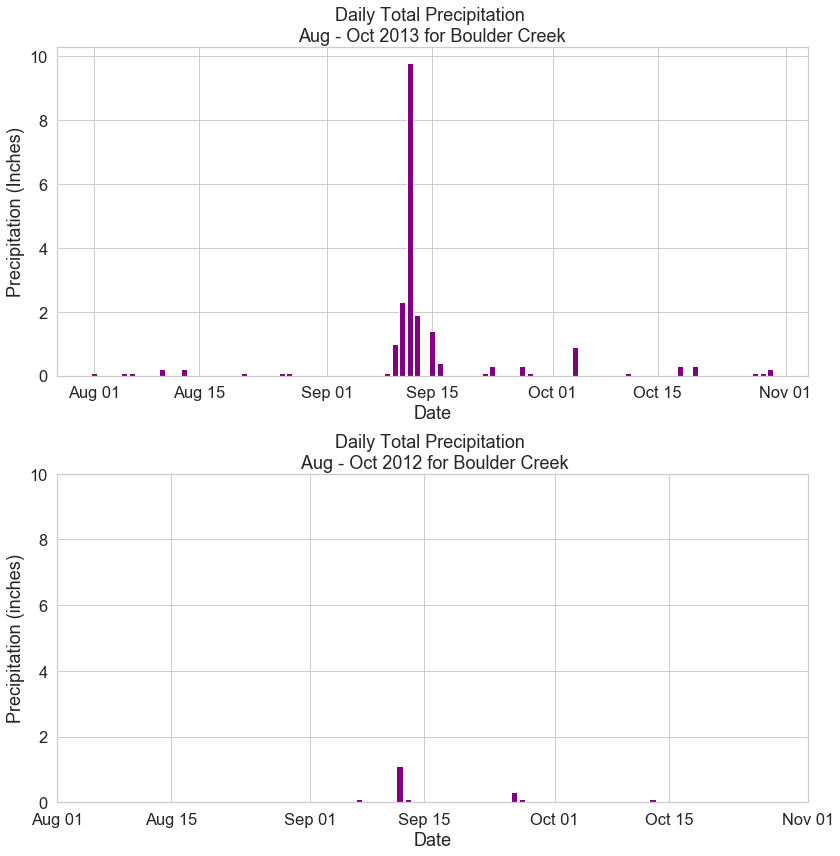 Daily Total Precipitation
Aug - Oct 2013 for Boulder Creek
Precipitation (Inches)
10
8
6
4
2
0
Aug 01 Aug 15 Sep 01 Sep 15 Oct 01 Oct 15 Nov 01
Date
Daily Total Precipitation
Aug - Oct 2012 for Boulder Creek
Precipitation (inches)
10
8
6
4
2
0
Aug 01 Aug 15 Sep 01 Sep 15 Oct 01 Oct 15 Nov 01
Date